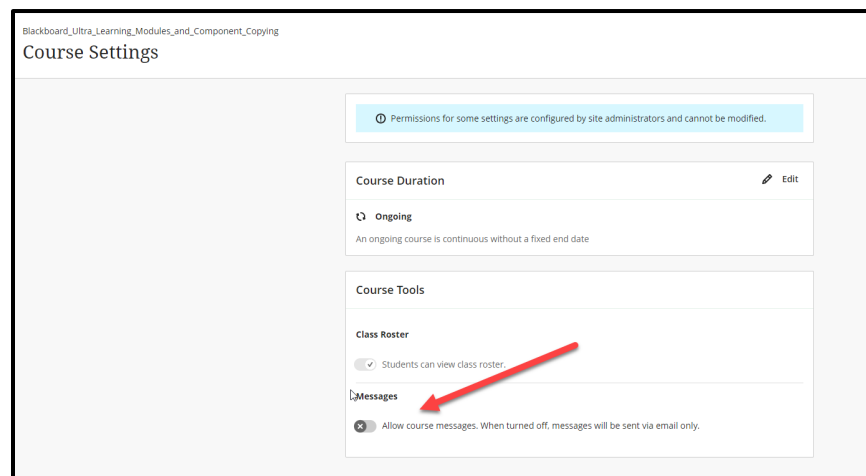 Blackboard_Ultra_Learning_Modules_and_Component_Copying
Course Settings
Permissions for some settings are configured by site administrators and cannot be modified.
Course Duration
Edit
Ongoing
An ongoing course is continuous without a fixed end date
Course Tools
Class Roster
Students can view class roster.
Messages
Allow course messages. When turned off, messages will be sent via email only.